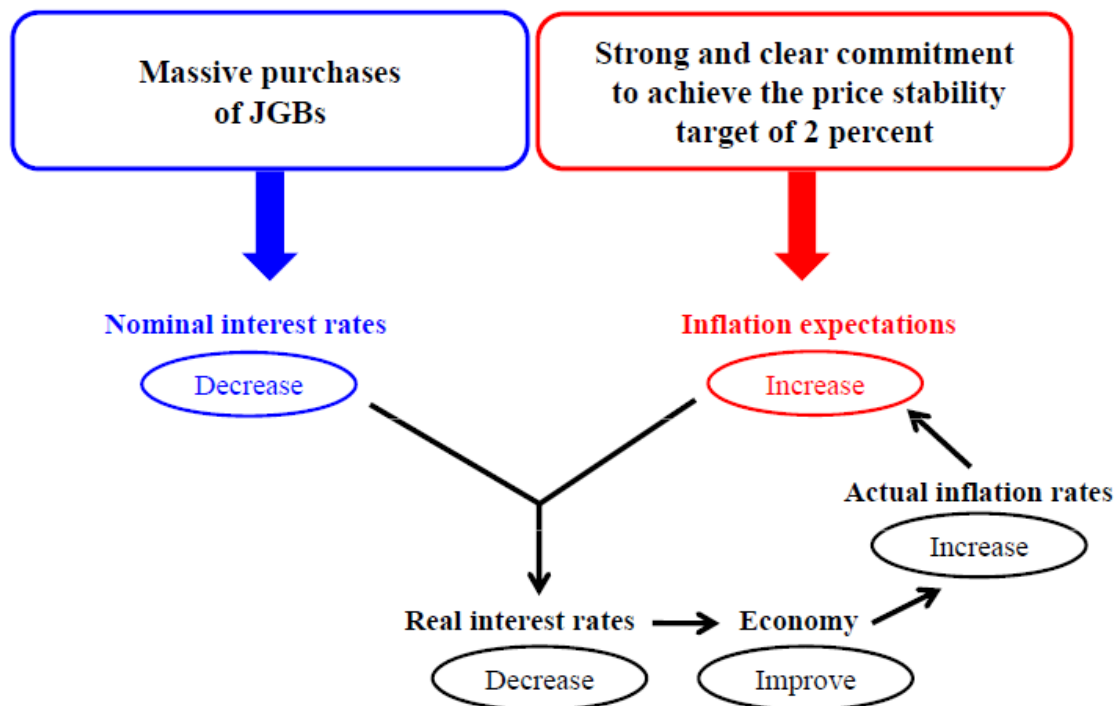 Massive purchases
of JGBs
Strong and clear commitment
to achieve the price stability
target of 2 percent
Nominal interest rates
Decrease
Inflation expectations
Increase
Actual inflation rates
Increase
Real interest rates
Decrease
Economy
Improve